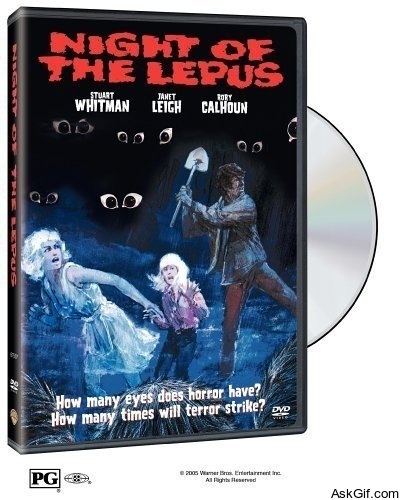 NIGHT OF
THE LEPUS
STUART
WHITMAN
JANET
LEIGH
RORY
CALHOUN
NIGHT OF THE LEPUS
How many eyes does horror have?
How many times will terror strike?
DVD
VIDEO
DVD
PG
© 2005 Warner Bros. Entertainment Inc.
All Rights Reserved
AskGif.com